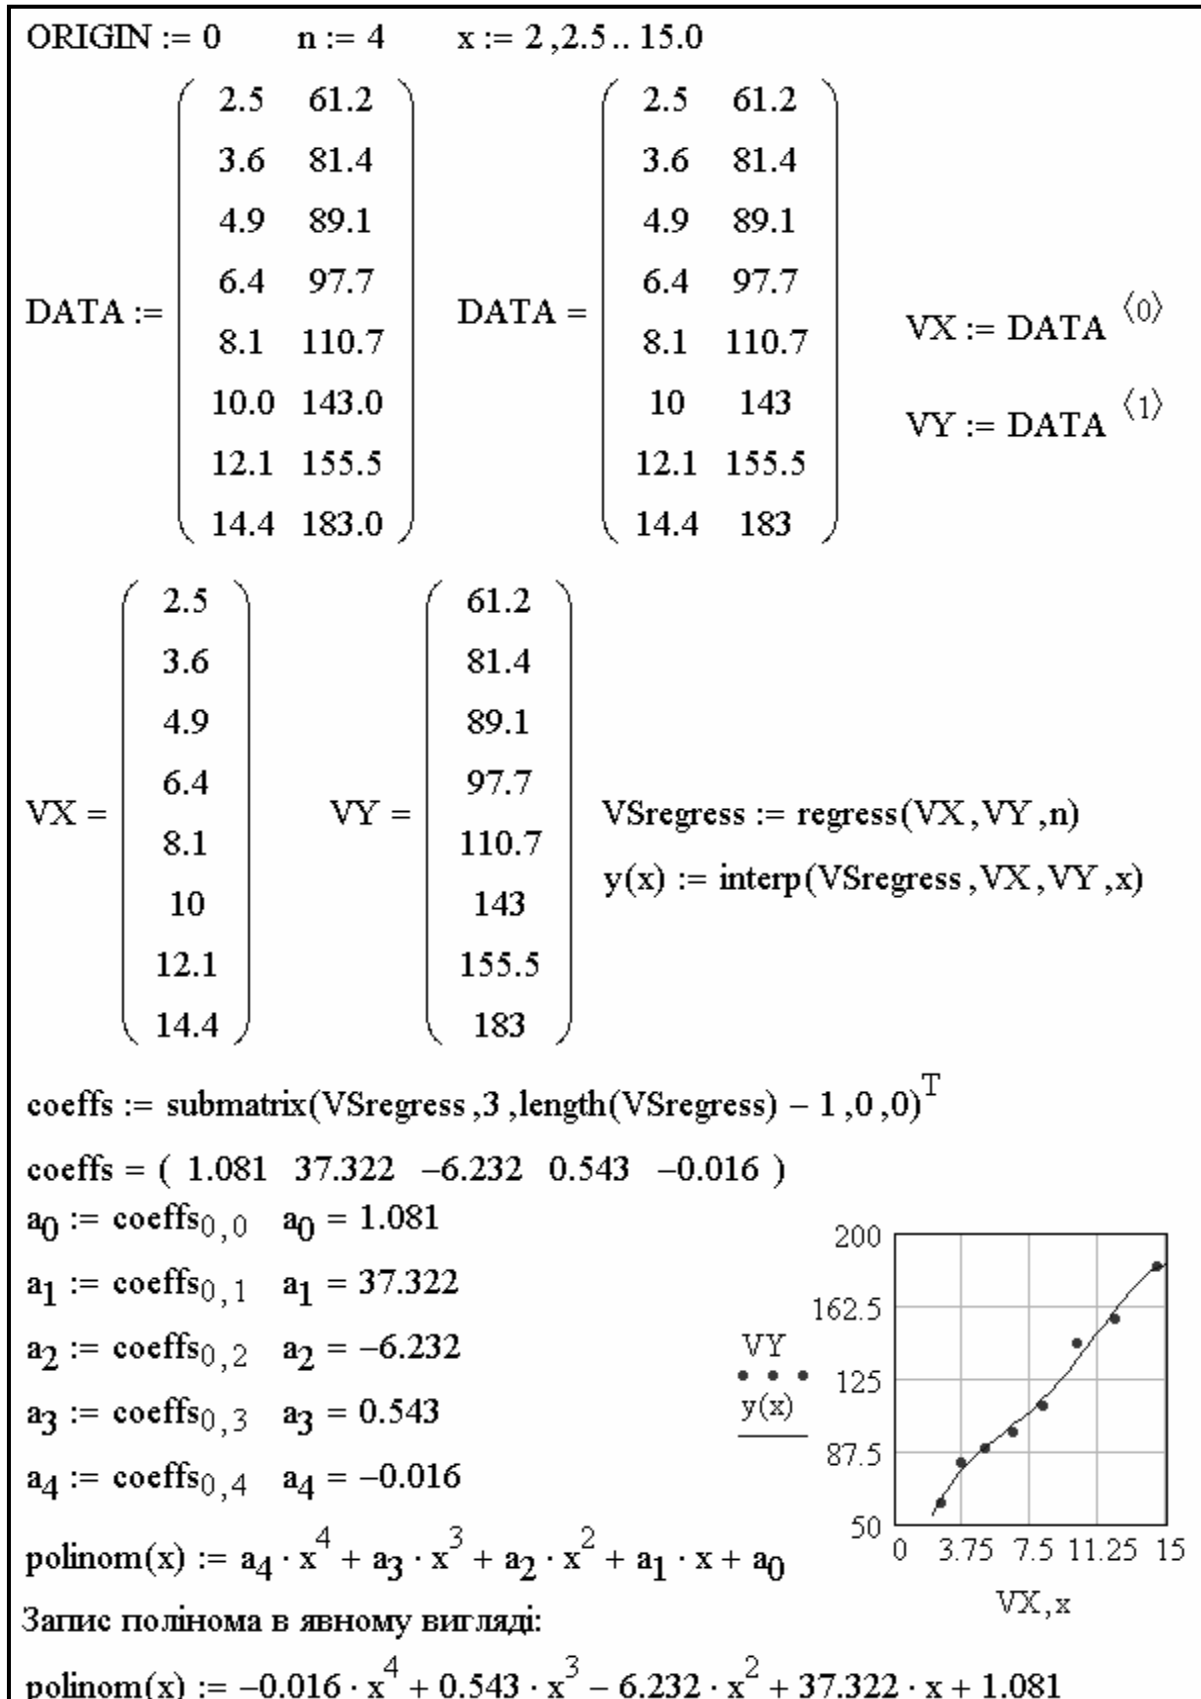 ORIGIN := 0 n := 4 x := 2 , 2.5 .. 15.0
DATA :=
2.5 61.2
3.6 81.4
4.9 89.1
6.4 97.7
8.1 110.7
10.0 143.0
12.1 155.5
14.4 183.0
DATA =
2.5 61.2
3.6 81.4
4.9 89.1
6.4 97.7
8.1 110.7
10 143
12.1 155.5
14.4 183
VX := DATA ⟨0⟩
VY := DATA ⟨1⟩
VX =
2.5
3.6
4.9
6.4
8.1
10
12.1
14.4
VY =
61.2
81.4
89.1
97.7
110.7
143
155.5
183
VSregress := regress(VX , VY , n)
y(x) := interp(VSregress , VX , VY , x)
coeffs := submatrix(VSregress , 3 , length(VSregress) − 1 , 0 , 0)^T
coeffs = ( 1.081 37.322 −6.232 0.543 −0.016 )
a₀ := coeffs₀,₀ a₀ = 1.081
a₁ := coeffs₀,₁ a₁ = 37.322
a₂ := coeffs₀,₂ a₂ = −6.232
a₃ := coeffs₀,₃ a₃ = 0.543
a₄ := coeffs₀,₄ a₄ = −0.016
VY
y(x)
200
162.5
125
87.5
50
0 3.75 7.5 11.25 15
VX , x
polinom(x) := a₄ · x⁴ + a₃ · x³ + a₂ · x² + a₁ · x + a₀
Запис полінома в явному вигляді:
polinom(x) := −0.016 · x⁴ + 0.543 · x³ − 6.232 · x² + 37.322 · x + 1.081